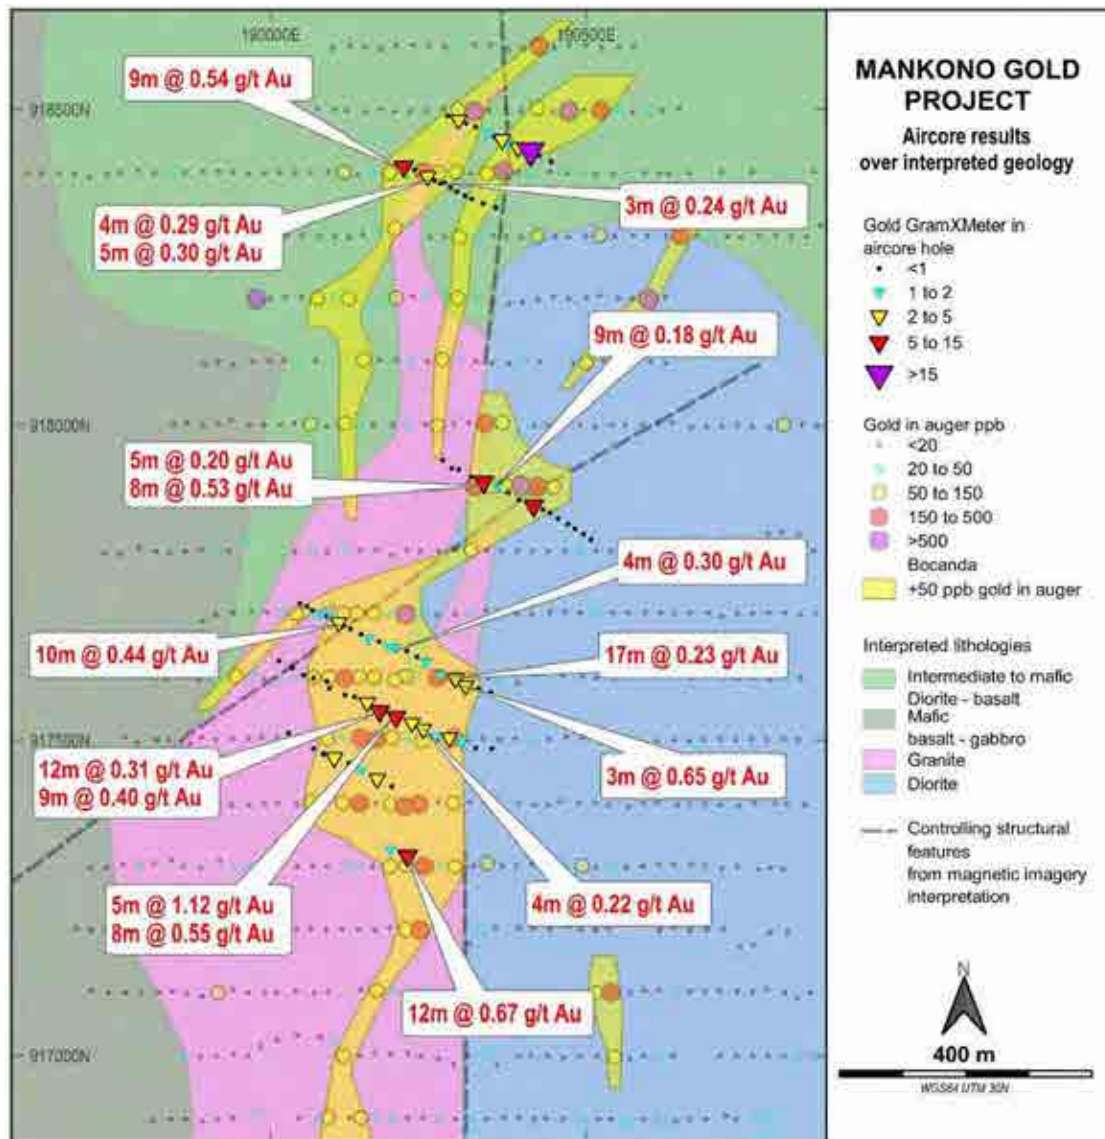 190000E
190500E
918500N
918000N
917500N
917000N
9m @ 0.54 g/t Au
4m @ 0.29 g/t Au
5m @ 0.30 g/t Au
3m @ 0.24 g/t Au
9m @ 0.18 g/t Au
5m @ 0.20 g/t Au
8m @ 0.53 g/t Au
4m @ 0.30 g/t Au
10m @ 0.44 g/t Au
17m @ 0.23 g/t Au
12m @ 0.31 g/t Au
9m @ 0.40 g/t Au
3m @ 0.65 g/t Au
5m @ 1.12 g/t Au
8m @ 0.55 g/t Au
4m @ 0.22 g/t Au
12m @ 0.67 g/t Au
MANKONO GOLD
PROJECT
Aircore results
over interpreted geology
Gold GramXMeter in
aircore hole
<1
1 to 2
2 to 5
5 to 15
>15
Gold in auger ppb
<20
20 to 50
50 to 150
150 to 500
>500
Bocanda
+50 ppb gold in auger
Interpreted lithologies
Intermediate to mafic
Diorite - basalt
Mafic
basalt - gabbro
Granite
Diorite
Controlling structural
features
from magnetic imagery
interpretation
N
400 m
WGS84 UTM 30N